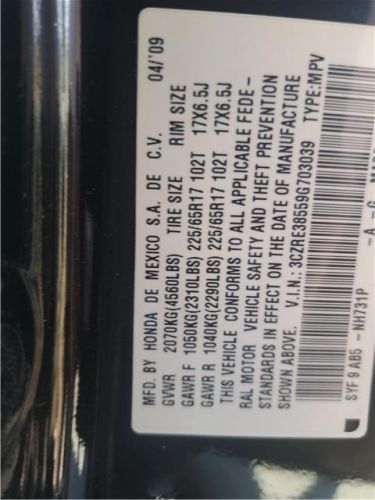 MFD. BY HONDA DE MEXICO S.A. DE C.V. 04/'09
GVWR 2070KG(4560LBS) TIRE SIZE RIM SIZE
GAWR F 1050KG(2310LBS) 225/65R17 102T 17X6.5J
GAWR R 1040KG(2290LBS) 225/65R17 102T 17X6.5J
THIS VEHICLE CONFORMS TO ALL APPLICABLE FEDE-
RAL MOTOR VEHICLE SAFETY AND THEFT PREVENTION
STANDARDS IN EFFECT ON THE DATE OF MANUFACTURE
SHOWN ABOVE. V.I.N.: 3CZRE38559G703039 TYPE:MPV
SYF 9 AB5 -NH731P -A -G